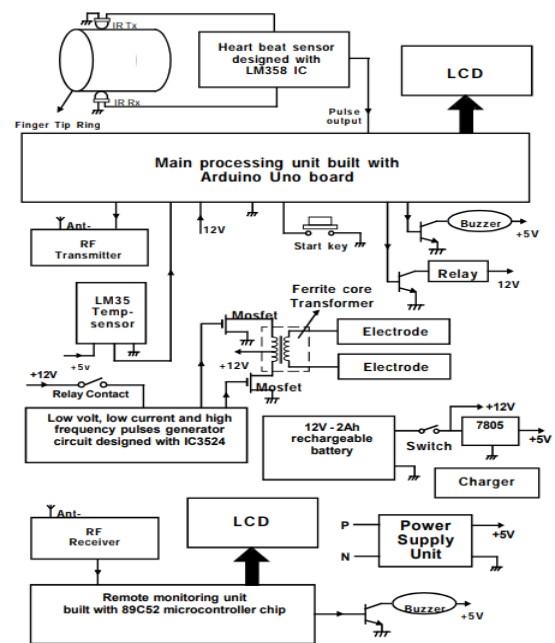 IR Tx
Heart beat sensor
designed with
LM358 IC
LCD
IR Rx
Pulse
output
Finger Tip Ring
Main processing unit built with
Arduino Uno board
Ant-
RF
Transmitter
12V
Start key
Buzzer
+5V
Relay
12V
LM35
Temp-
sensor
+5v
Ferrite core
Transformer
Mosfet
Electrode
Electrode
+12V
Mosfet
+12V
Relay Contact
Low volt, low current and high
frequency pulses generator
circuit designed with IC3524
12V - 2Ah
rechargeable
battery
Switch
+12V
7805
+5V
Charger
Ant-
RF
Receiver
LCD
P
N
Power
Supply
Unit
+5V
Remote monitoring unit
built with 89C52 microcontroller chip
Buzzer
+5V